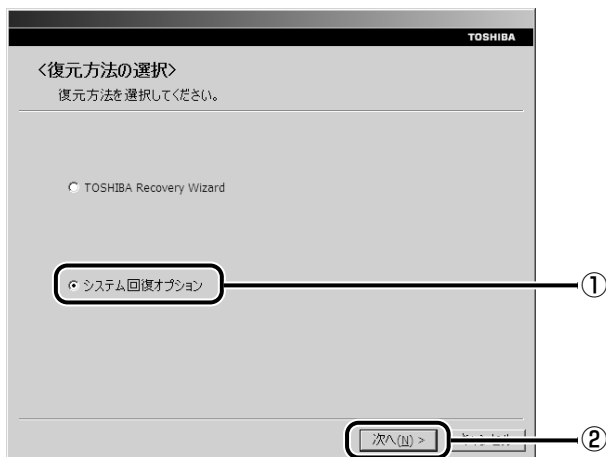 TOSHIBA
<復元方法の選択>
復元方法を選択してください。
TOSHIBA Recovery Wizard
システム回復オプション
①
次へ(N) >
②